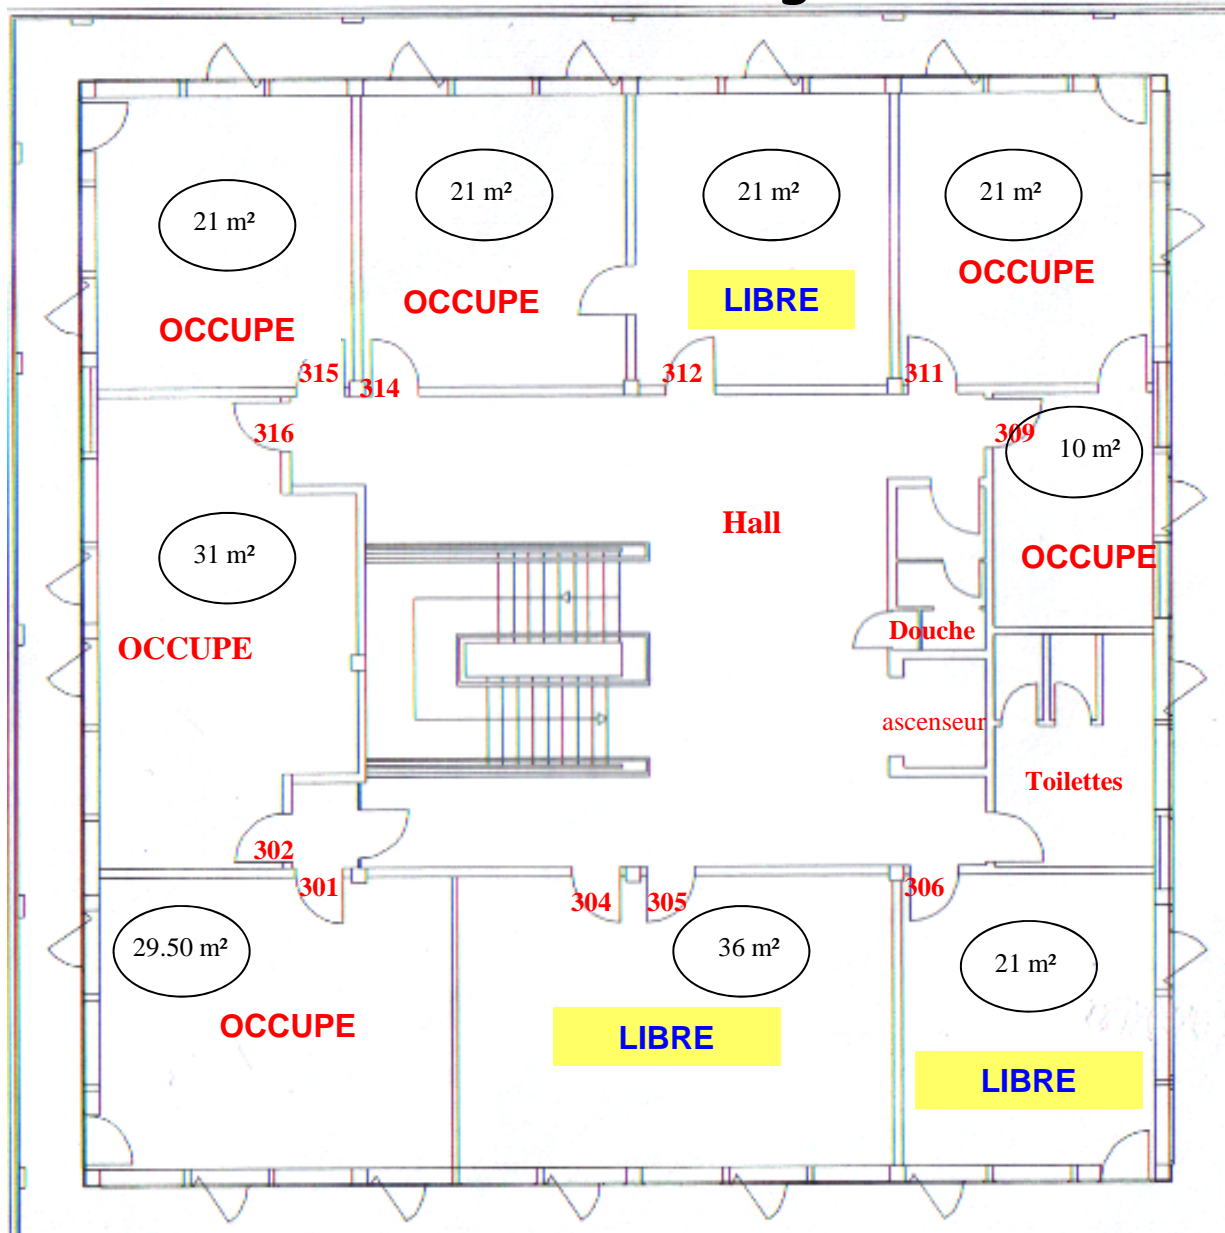 g
21 m²
21 m²
21 m²
21 m²
OCCUPE
OCCUPE
LIBRE
OCCUPE
315
314
312
311
316
309
10 m²
Hall
31 m²
OCCUPE
OCCUPE
Douche
ascenseur
Toilettes
302
301
304
305
306
29.50 m²
36 m²
21 m²
OCCUPE
LIBRE
LIBRE